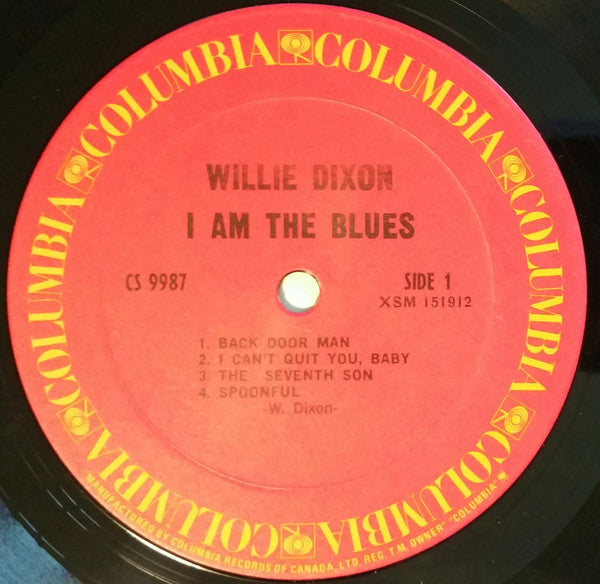 COLUMBIA COLUMBIA COLUMBIA COLUMBIA COLUMBIA COLUMBIA
WILLIE DIXON
I AM THE BLUES
CS 9987
SIDE 1
XSM 151912
1. BACK DOOR MAN
2. I CAN'T QUIT YOU, BABY
3. THE SEVENTH SON
4. SPOONFUL
-W. Dixon-
MANUFACTURED BY COLUMBIA RECORDS OF CANADA, LTD. REG. T.M. OWNER "COLUMBIA"